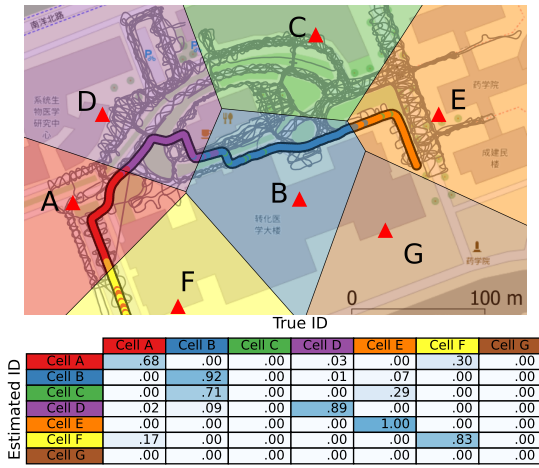 南洋北路
C
P
P
药学院
D
E
系统生
物医学
研究中
心
成建民
楼
A
B
转化医
学大楼
G
F
药学院
0 100 m
True ID
Cell A Cell B Cell C Cell D Cell E Cell F Cell G
Estimated ID
Cell A .68 .00 .00 .03 .00 .30 .00
Cell B .00 .92 .00 .01 .07 .00 .00
Cell C .00 .71 .00 .00 .29 .00 .00
Cell D .02 .09 .00 .89 .00 .00 .00
Cell E .00 .00 .00 .00 1.00 .00 .00
Cell F .17 .00 .00 .00 .00 .83 .00
Cell G .00 .00 .00 .00 .00 .00 .00